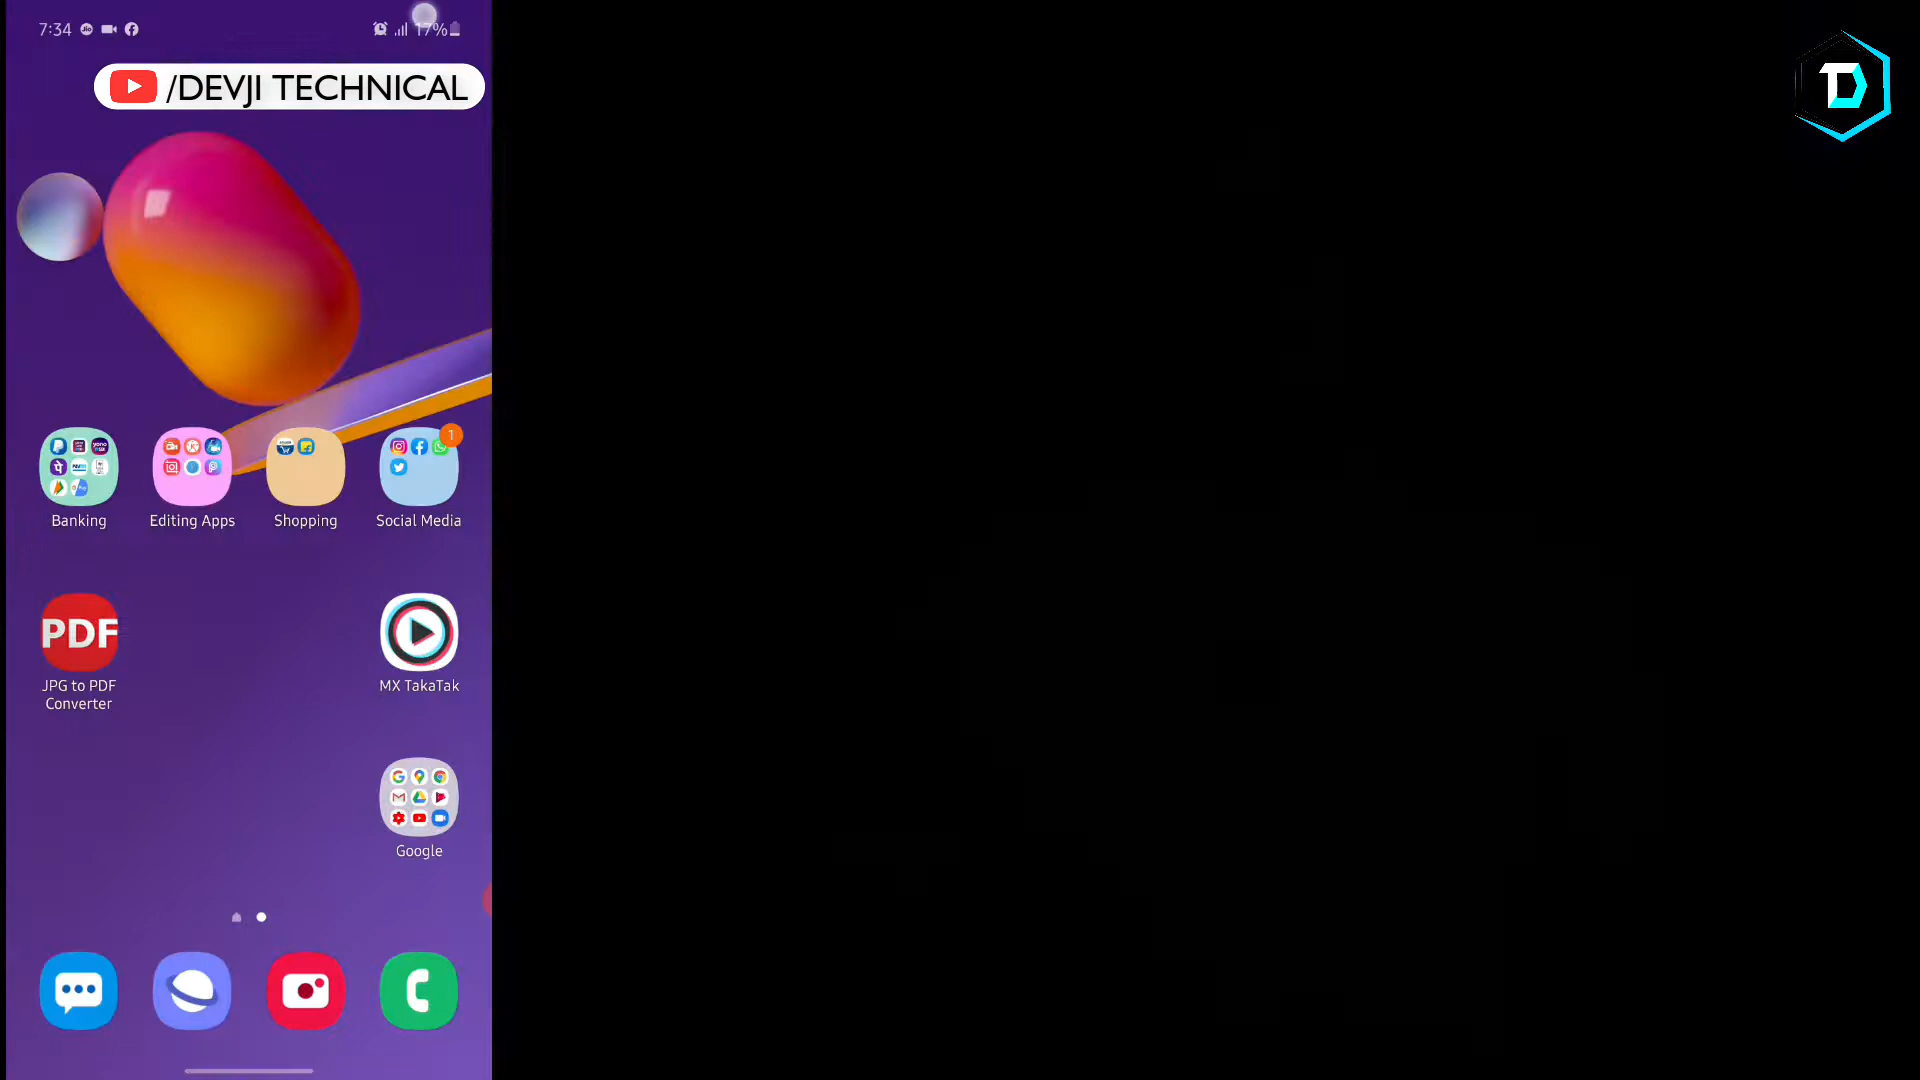 7:34 17%
/DEVJI TECHNICAL
TD
1
Banking Editing Apps Shopping Social Media
PDF
JPG to PDF MX TakaTak
Converter
Google